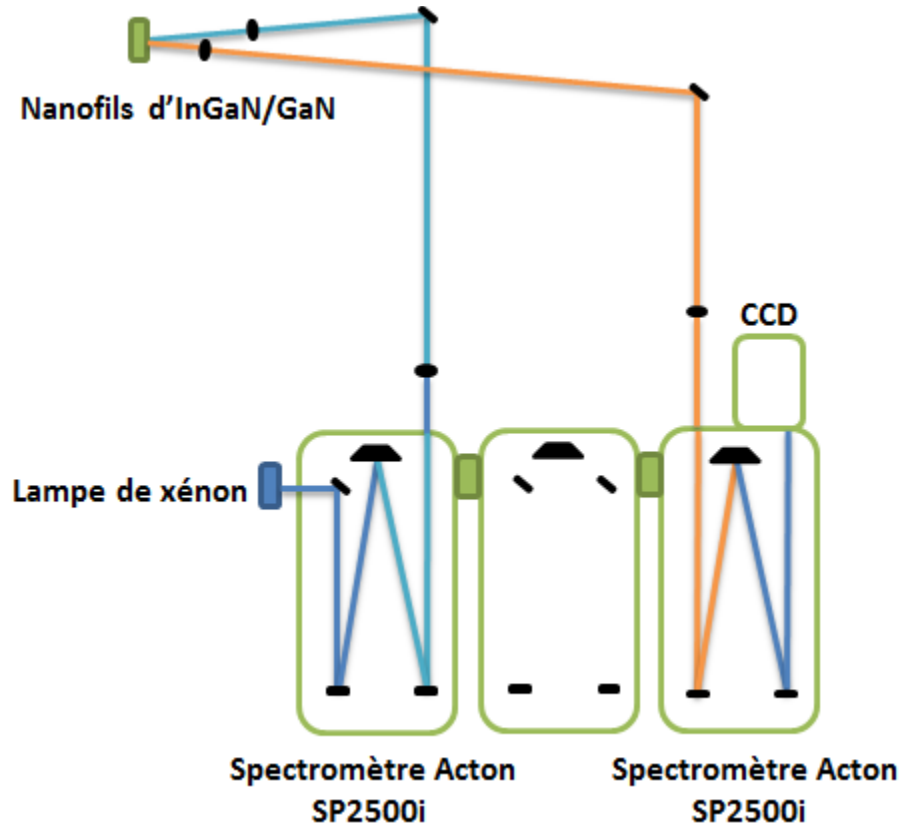 Nanofils d'InGaN/GaN
CCD
Lampe de xénon
Spectromètre Acton
SP2500i
Spectromètre Acton
SP2500i